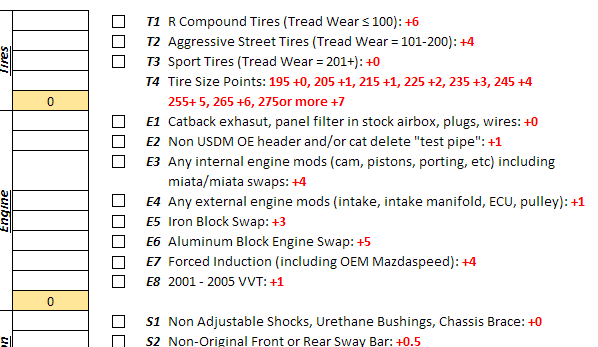 Tires
T1 R Compound Tires (Tread Wear ≤ 100): +6
T2 Aggressive Street Tires (Tread Wear = 101-200): +4
T3 Sport Tires (Tread Wear = 201+): +0
T4 Tire Size Points: 195 +0, 205 +1, 215 +1, 225 +2, 235 +3, 245 +4
255+ 5, 265 +6, 275or more +7
0
Engine
E1 Catback exhasut, panel filter in stock airbox, plugs, wires: +0
E2 Non USDM OE header and/or cat delete "test pipe": +1
E3 Any internal engine mods (cam, pistons, porting, etc) including
miata/miata swaps: +4
E4 Any external engine mods (intake, intake manifold, ECU, pulley): +1
E5 Iron Block Swap: +3
E6 Aluminum Block Engine Swap: +5
E7 Forced Induction (including OEM Mazdaspeed): +4
E8 2001 - 2005 VVT: +1
0
S1 Non Adjustable Shocks, Urethane Bushings, Chassis Brace: +0
S2 Non-Original Front or Rear Sway Bar: +0.5